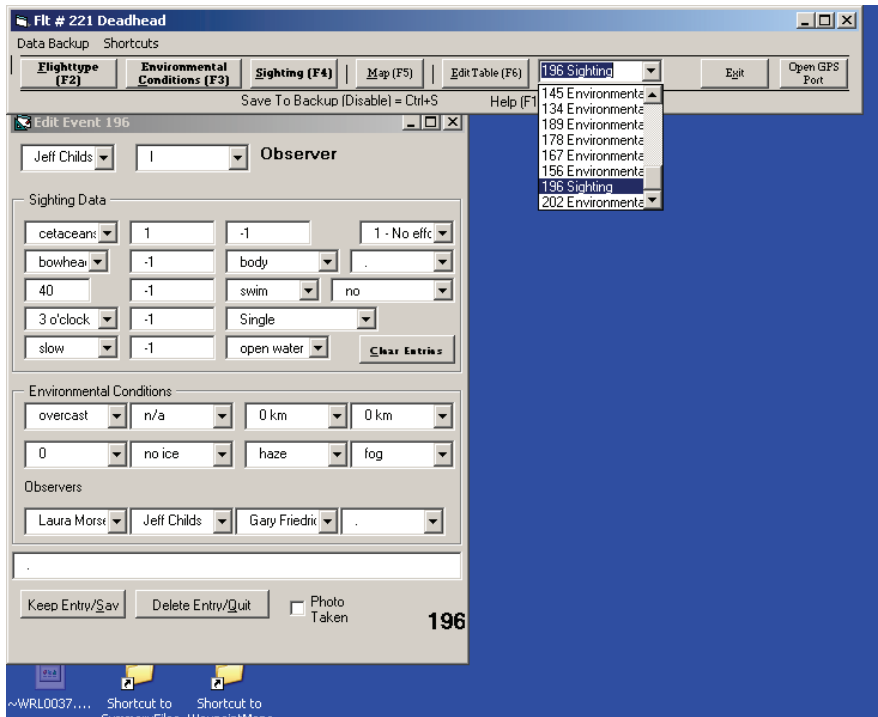 Flt # 221 Deadhead
Data Backup Shortcuts
Flighttype (F2) Environmental Conditions (F3) Sighting (F4) Map (F5) Edit Table (F6) 196 Sighting Exit Open GPS Port
Save To Backup (Disable) = Ctrl+S Help (F1
145 Environmenta
134 Environmenta
189 Environmenta
178 Environmenta
167 Environmenta
156 Environmenta
196 Sighting
202 Environmenta
Edit Event 196
Jeff Childs I Observer
Sighting Data
cetaceans 1 -1 1 - No effc
bowhea -1 body .
40 -1 swim no
3 o'clock -1 Single
slow -1 open water Clear Entries
Environmental Conditions
overcast n/a 0 km 0 km
0 no ice haze fog
Observers
Laura Morse Jeff Childs Gary Friedric .
.
Keep Entry/Sav Delete Entry/Quit Photo Taken 196
~WRL0037.... Shortcut to Shortcut to
SummaryFiles WaypointMaps